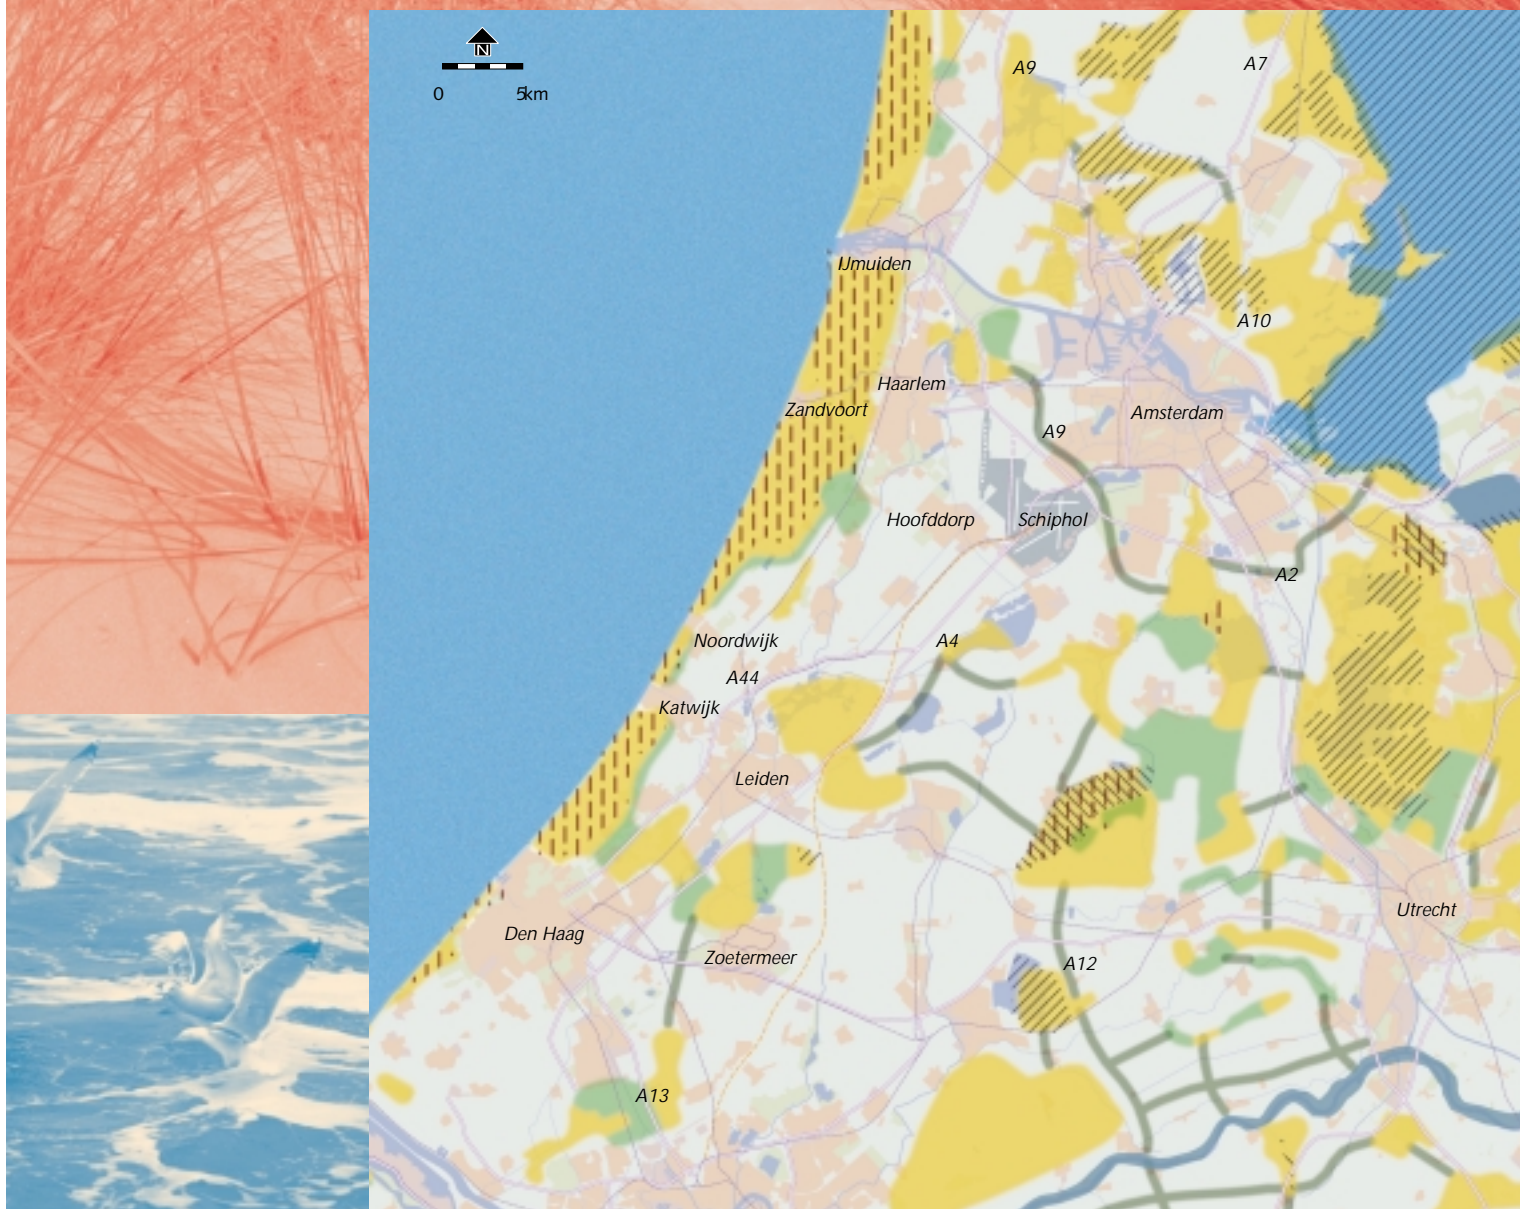 N
0 5km
A9
A7
IJmuiden
A10
Haarlem
Zandvoort
Amsterdam
A9
Hoofddorp
Schiphol
A2
Noordwijk
A4
A44
Katwijk
Leiden
Utrecht
Den Haag
Zoetermeer
A12
A13